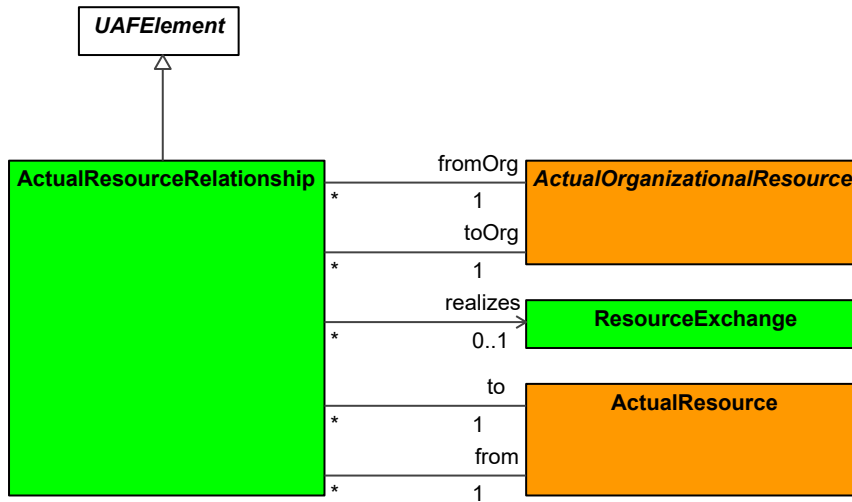 UAFElement
fromOrg
ActualResourceRelationship
ActualOrganizationalResource
* 1
toOrg
* 1
realizes
ResourceExchange
* 0..1
to
ActualResource
* 1
from
* 1